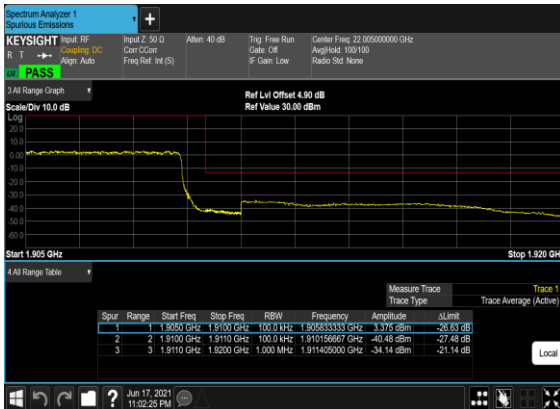 Spectrum Analyzer 1
Spurious Emissions
+
KEYSIGHT Input: RF Input Z: 50 Ω Atten: 40 dB Trig: Free Run Center Freq: 22.005000000 GHz
R T Coupling: DC Corr CCorr Gate: Off Avg|Hold: 100/100
Align: Auto Freq Ref: Int (S) IF Gain: Low Radio Std: None
LW PASS
3 All Range Graph
Ref Lvl Offset 4.90 dB
Scale/Div 10.0 dB Ref Value 30.00 dBm
Log
20.0
10.0
0.00
-10.0
-20.0
-30.0
-40.0
-50.0
-60.0
Start 1.905 GHz Stop 1.920 GH
4 All Range Table
Measure Trace Trace 1
Trace Type Trace Average (Active)
Spur Range Start Freq Stop Freq RBW Frequency Amplitude ΔLimit
1 1 1.9050 GHz 1.9100 GHz 100.0 kHz 1.905833333 GHz 3.375 dBm -26.63 dB
2 2 1.9100 GHz 1.9110 GHz 100.0 kHz 1.910156667 GHz -40.48 dBm -27.48 dB
3 3 1.9110 GHz 1.9200 GHz 1.000 MHz 1.911405000 GHz -34.14 dBm -21.14 dB
Local
? Jun 17, 2021
11:02:25 PM